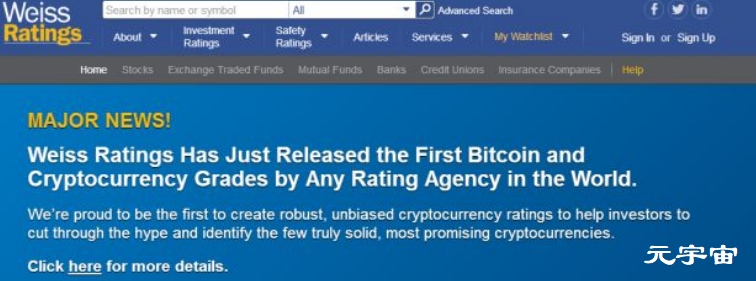 Weiss
Ratings
Search by name or symbol All Advanced Search
About Investment Ratings Safety Ratings Articles Services My Watchlist Sign In or Sign Up
Home Stocks Exchange Traded Funds Mutual Funds Banks Credit Unions Insurance Companies Help
MAJOR NEWS!
Weiss Ratings Has Just Released the First Bitcoin and
Cryptocurrency Grades by Any Rating Agency in the World.
We're proud to be the first to create robust, unbiased cryptocurrency ratings to help investors to
cut through the hype and identify the few truly solid, most promising cryptocurrencies.
Click here for more details.
元宇宙